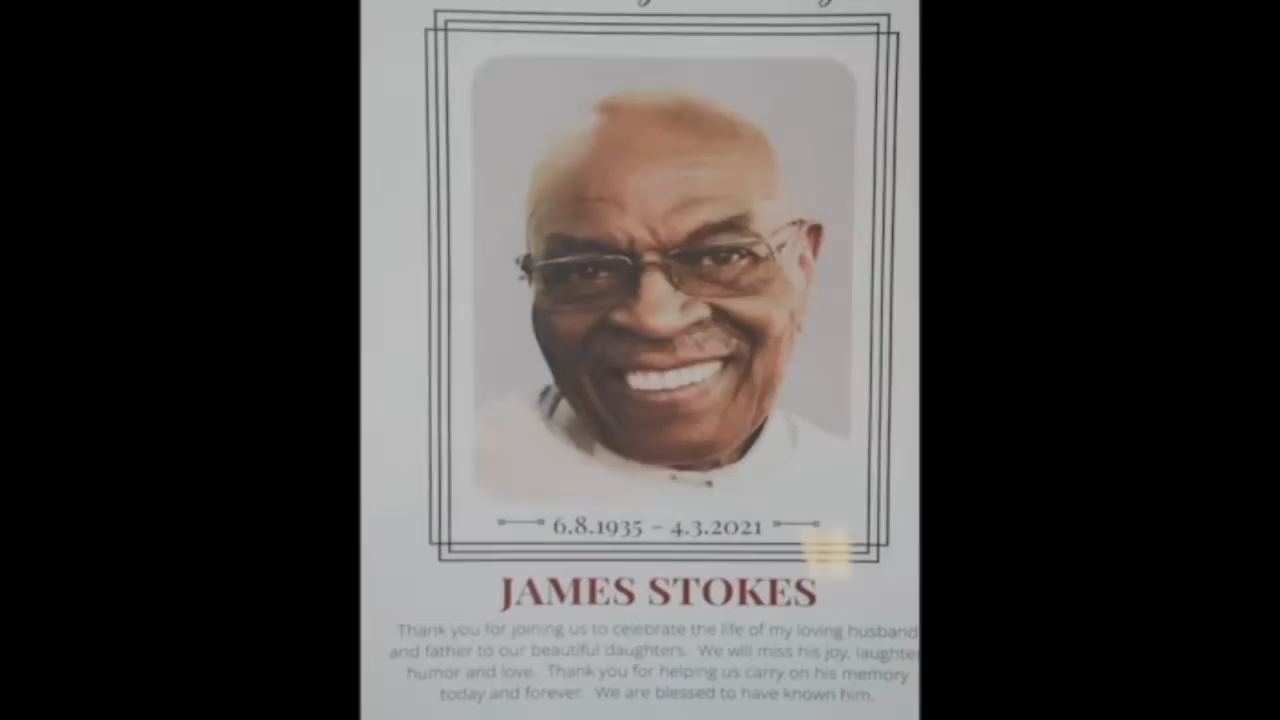 6.8.1935 – 4.3.2021
JAMES STOKES
Thank you for joining us to celebrate the life of my loving husband
and father to our beautiful daughters. We will miss his joy, laughter
humor and love. Thank you for helping us carry on his memory
today and forever. We are blessed to have known him.